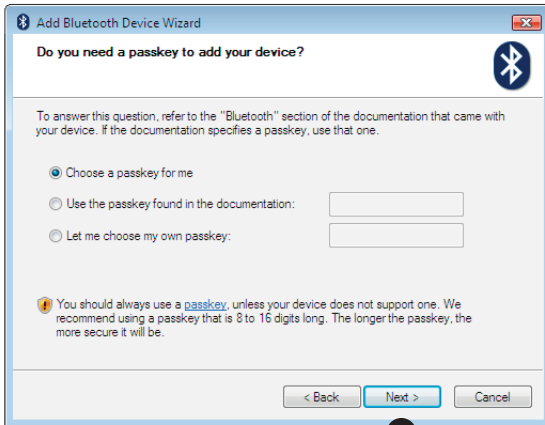 Add Bluetooth Device Wizard
Do you need a passkey to add your device?
To answer this question, refer to the "Bluetooth" section of the documentation that came with
your device. If the documentation specifies a passkey, use that one.
Choose a passkey for me
Use the passkey found in the documentation:
Let me choose my own passkey:
You should always use a passkey, unless your device does not support one. We
recommend using a passkey that is 8 to 16 digits long. The longer the passkey, the
more secure it will be.
< Back Next > Cancel